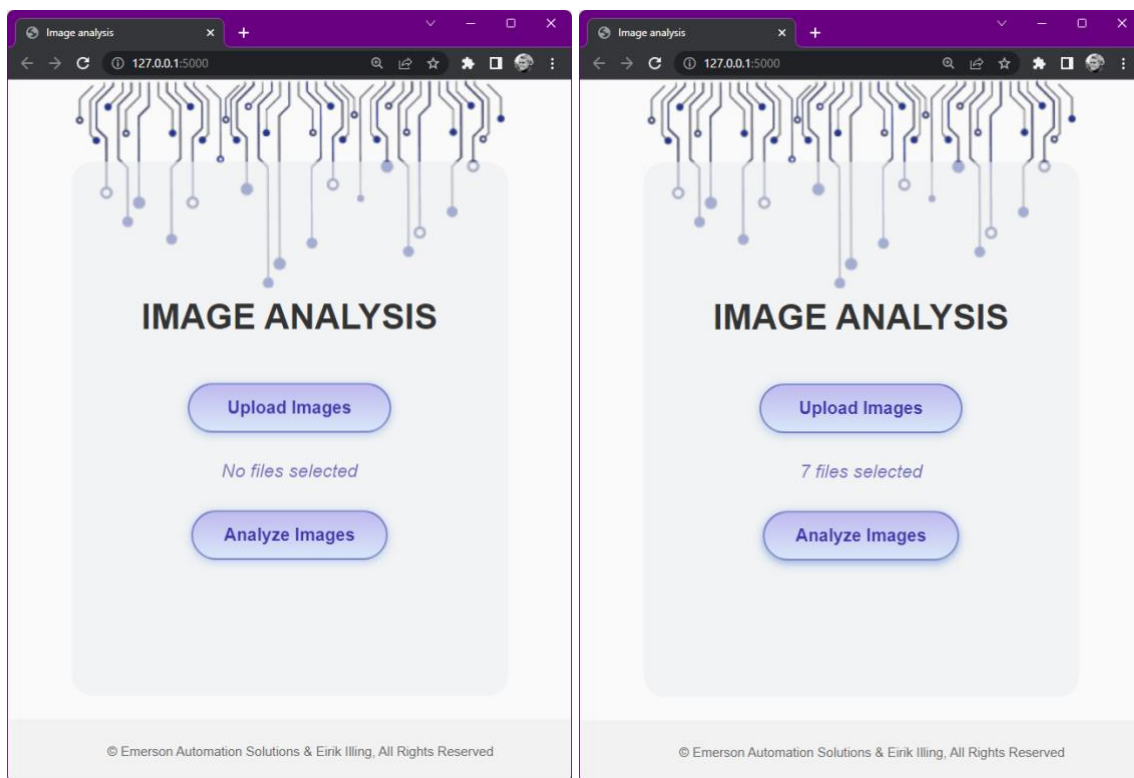 Image analysis
127.0.0.1:5000
IMAGE ANALYSIS
Upload Images
No files selected
Analyze Images
© Emerson Automation Solutions & Eirik Illing, All Rights Reserved
Image analysis
127.0.0.1:5000
IMAGE ANALYSIS
Upload Images
7 files selected
Analyze Images
© Emerson Automation Solutions & Eirik Illing, All Rights Reserved